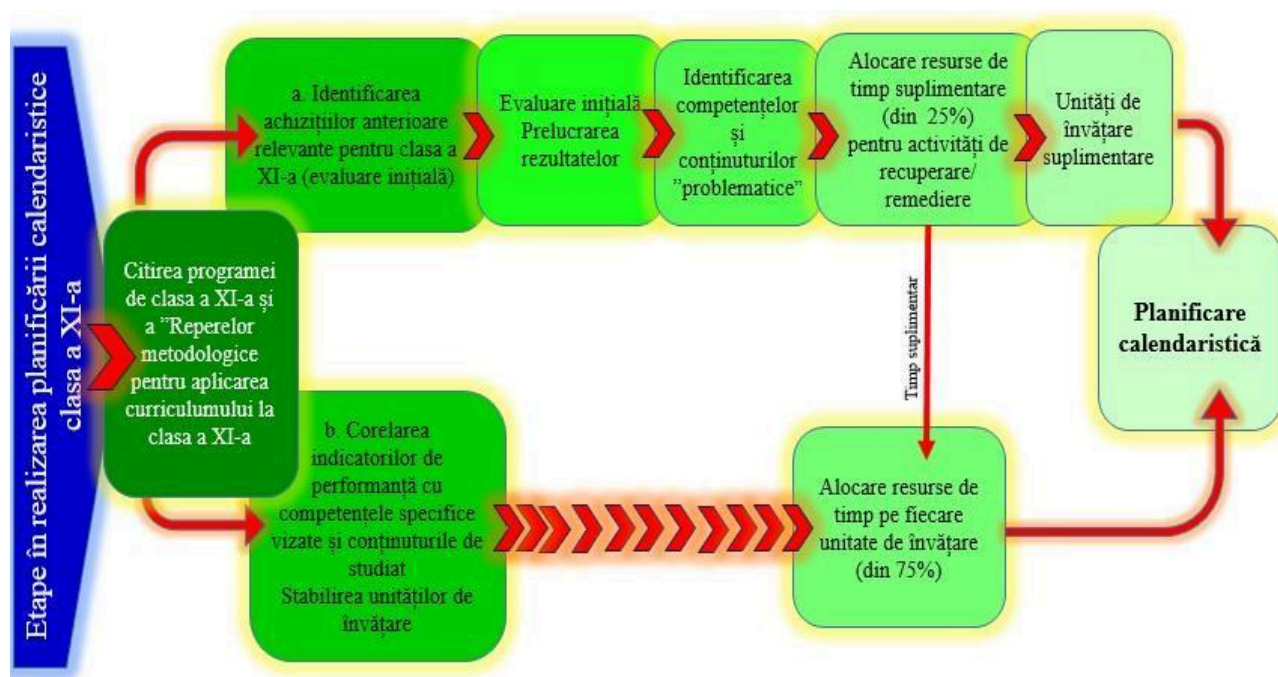 Etape în realizarea planificării calendaristice
clasa a XI-a
Citirea programei
de clasa a XI-a și
a ”Reperelor
metodologice
pentru aplicarea
curriculumului la
clasa a XI-a
a. Identificarea
achizițiilor anterioare
relevante pentru clasa a
XI-a (evaluare inițială)
Evaluare inițială
Prelucrarea
rezultatelor
Identificarea
competențelor
și
conținuturilor
”problematice”
Alocare resurse de
timp suplimentare
(din 25%)
pentru activități de
recuperare/
remediere
Unități de
învățare
suplimentare
Timp suplimentar
b. Corelarea
indicatorilor de
performanță cu
competențele specifice
vizate și conținuturile de
studiat
Stabilirea unităților de
învățare
Alocare resurse de
timp pe fiecare
unitate de învățare
(din 75%)
Planificare
calendaristică